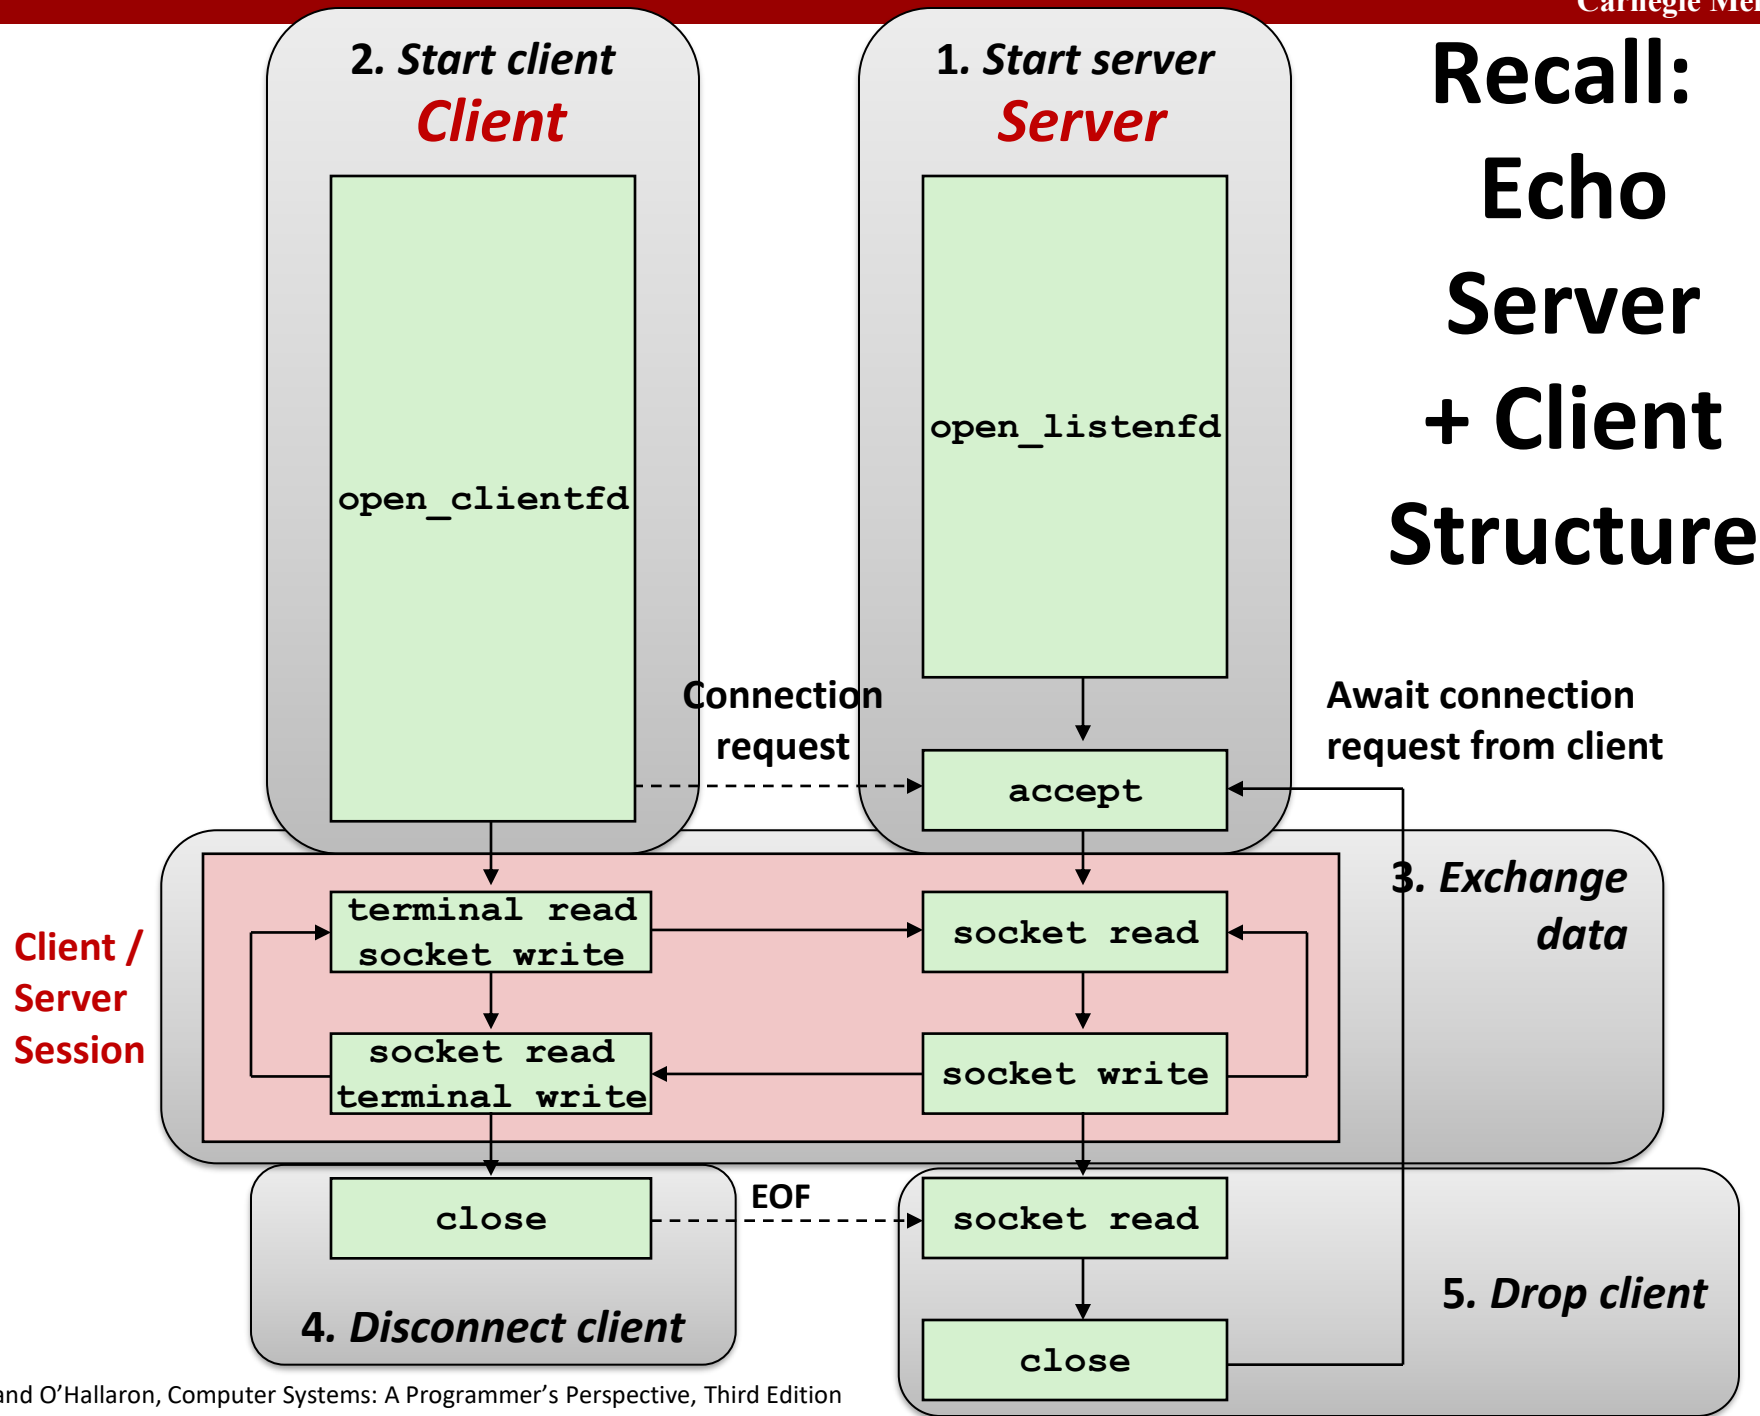 Carnegie
2. Start client
Client
1. Start server
Server
Recall:
Echo
Server
+ Client
Structure
open_listenfd
open_clientfd
Connection
request
Await connection
request from client
accept
3. Exchange
data
Client /
Server
Session
terminal read
socket write
socket read
socket read
terminal write
socket write
close
EOF
socket read
4. Disconnect client
5. Drop client
close
and O'Hallaron, Computer Systems: A Programmer's Perspective, Third Edition